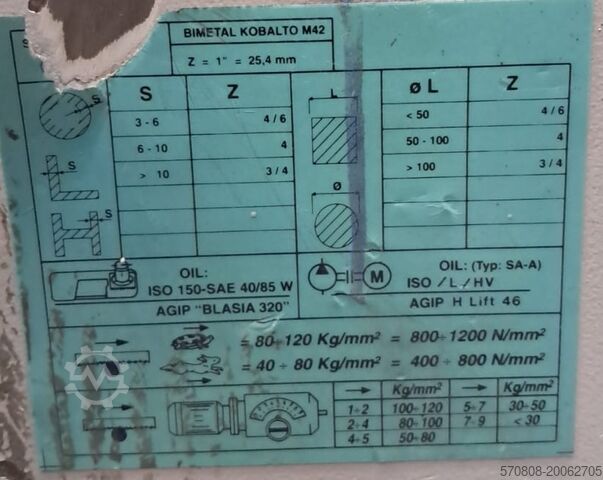 BIMETAL KOBALTO M42
Z = 1" = 25,4 mm
S Z
3-6 4/6
6-10 4
> 10 3/4
S
S
S
L
ø
ø L Z
< 50 4/6
50-100 4
> 100 3/4
OIL:
ISO 150-SAE 40/85 W
AGIP "BLASIA 320"
M
OIL: (Typ: SA-A)
ISO /L/HV
AGIP H Lift 46
= 80÷120 Kg/mm² = 800÷1200 N/mm²
= 40 ÷ 80 Kg/mm² = 400 ÷ 800 N/mm²
→ Kg/mm² → Kg/mm²
1÷2 100÷120 5÷7 30÷50
2÷4 80÷100 7÷9 < 30
4÷5 50÷80
570808-20062705